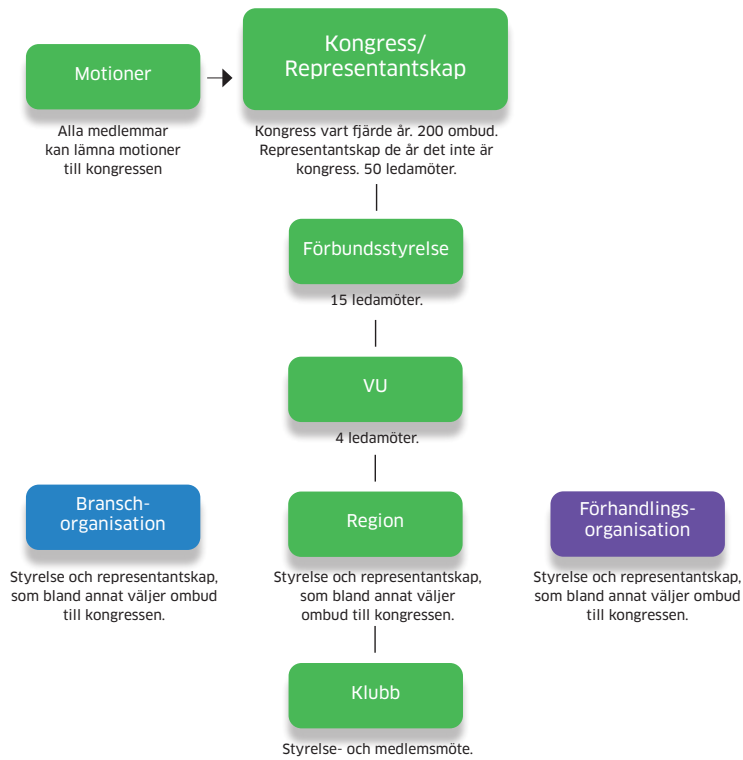 Motioner
Kongress/
Representantskap
Alla medlemmar
kan lämna motioner
till kongressen
Kongress vart fjärde år. 200 ombud.
Representantskap de år det inte är
kongress. 50 ledamöter.
Förbundsstyrelse
15 ledamöter.
VU
4 ledamöter.
Bransch-
organisation
Styrelse och representantskap,
som bland annat väljer ombud
till kongressen.
Region
Styrelse och representantskap,
som bland annat väljer
ombud till kongressen.
Förhandlings-
organisation
Styrelse och representantskap,
som bland annat väljer ombud
till kongressen.
Klubb
Styrelse- och medlemsmöte.